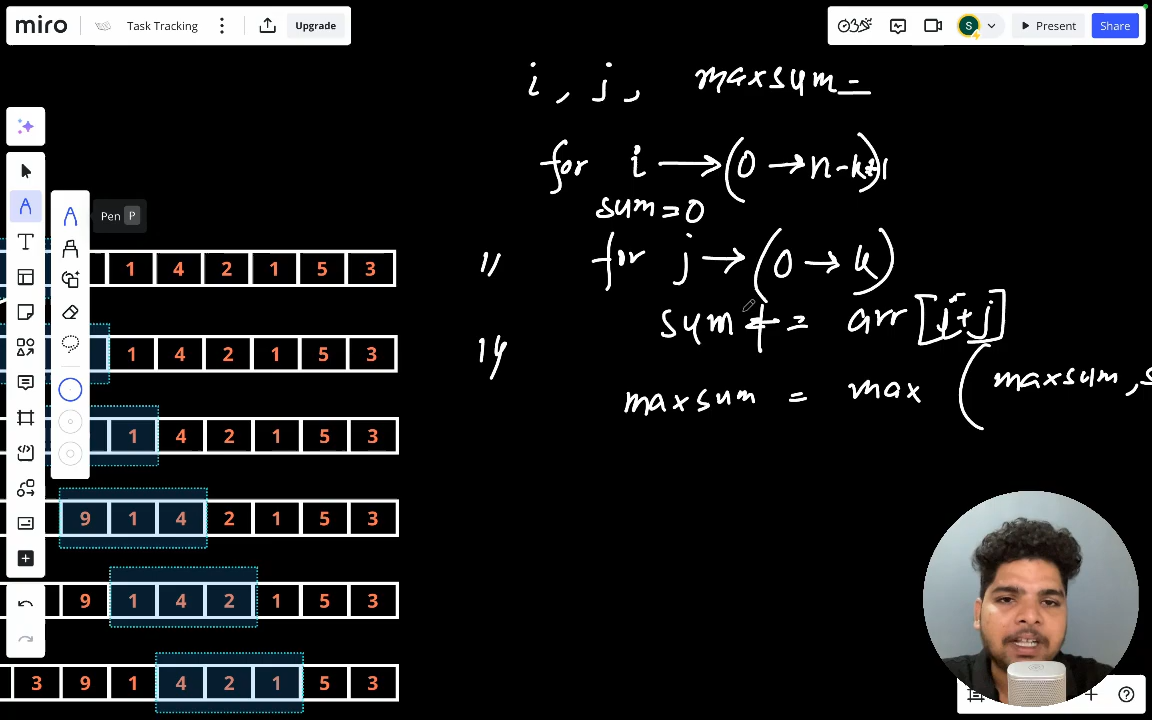 miro Task Tracking Upgrade
S Present Share
i, j, maxsum =
for i → (0 → n-k+1)
Pen P
sum = 0
1 4 2 1 5 3
for j → (0 → k)
1 4 2 1 5 3
sum += arr[i+j]
maxsum = max (maxsum, s
1 4 2 1 5 3
9 1 4 2 1 5 3
9 1 4 2 1 5 3
3 9 1 4 2 1 5 3